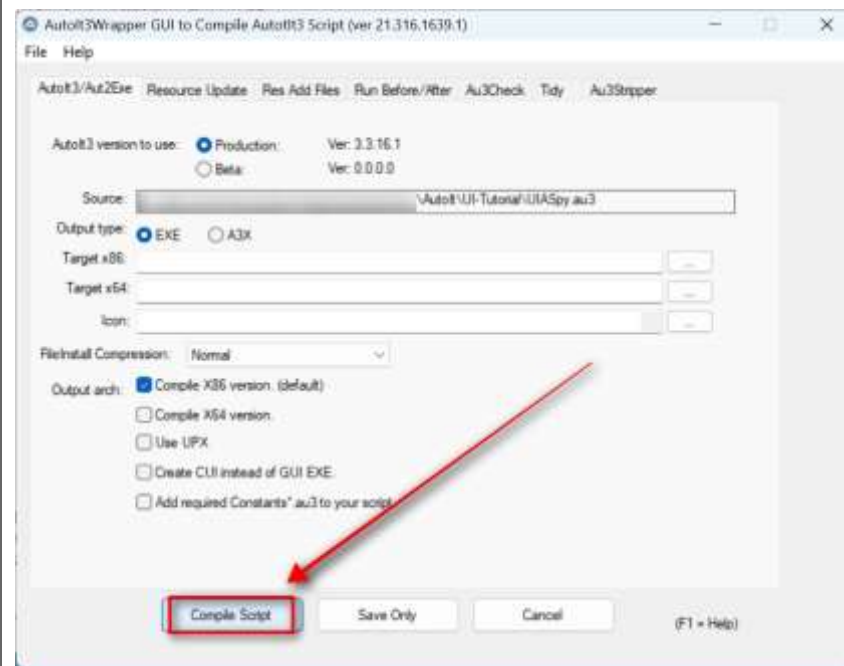 AutoIt3Wrapper GUI to Compile AutotIt3 Script (ver 21.316.1639.1)
File Help
AutoIt3/Aut2Exe Resource Update Res Add Files Run Before/After Au3Check Tidy Au3Stripper
AutoIt3 version to use: Production: Ver: 3.3.16.1
Beta: Ver: 0.0.0.0
Source: \AutoIt\UI-Tutorial\UIASpy.au3
Output type: EXE A3X
Target x86: ...
Target x64: ...
Icon: ...
FileInstall Compression: Normal
Output arch: Compile X86 version. (default)
Compile X64 version.
Use UPX
Create CUI instead of GUI EXE.
Add required Constants*.au3 to your script
Compile Script Save Only Cancel (F1 = Help)